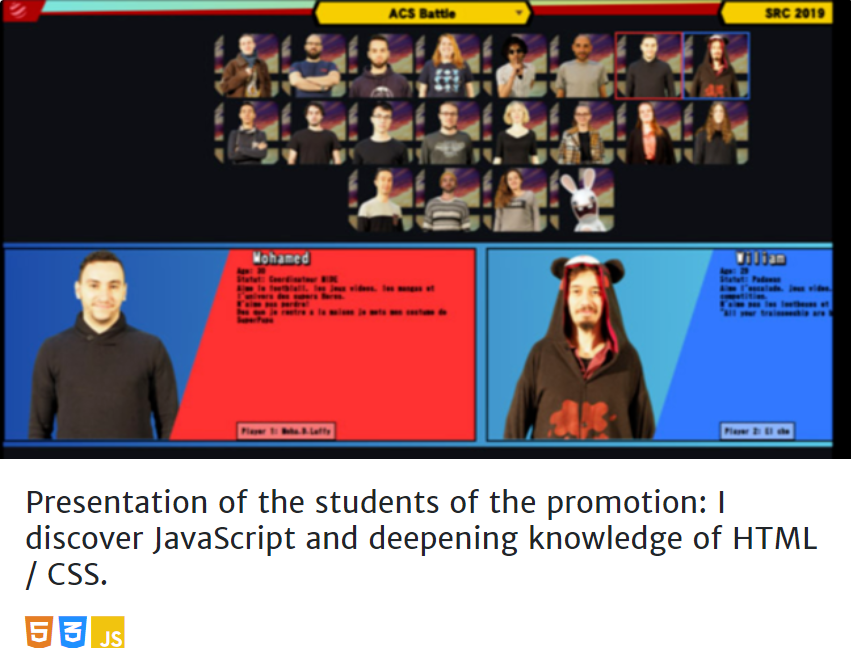 ACS Battle
SRC 2019
Mohamed
Age: 30
Statut: Coordinateur
Aime le football, les jeux videos, les mangas et
l'univers des supers Heros.
N'aime pas perdre!
Des que je rentre a la maison je mets mon costume de
SuperPapa
Player 1: Moha.D.Luffy
William
Age: 29
Statut: Padawan
Aime l'escalade, jeux video,
competition.
N'aime pas les et
"All your are
Player 2: El che
Presentation of the students of the promotion: I
discover JavaScript and deepening knowledge of HTML
/ CSS.
5 3 JS